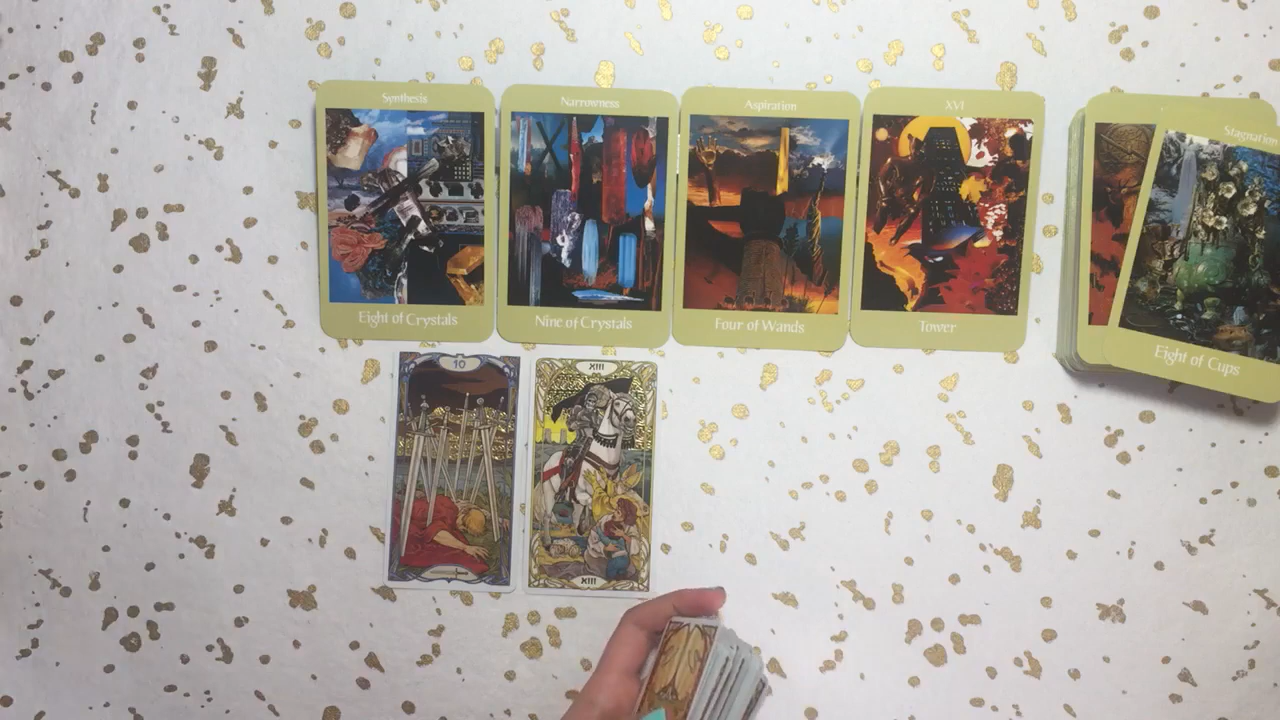 Synthesis
Eight of Crystals
Narrowness
Nine of Crystals
Aspiration
Four of Wands
XVI
Tower
Stagnation
Eight of Cups
10
XIII
XIII